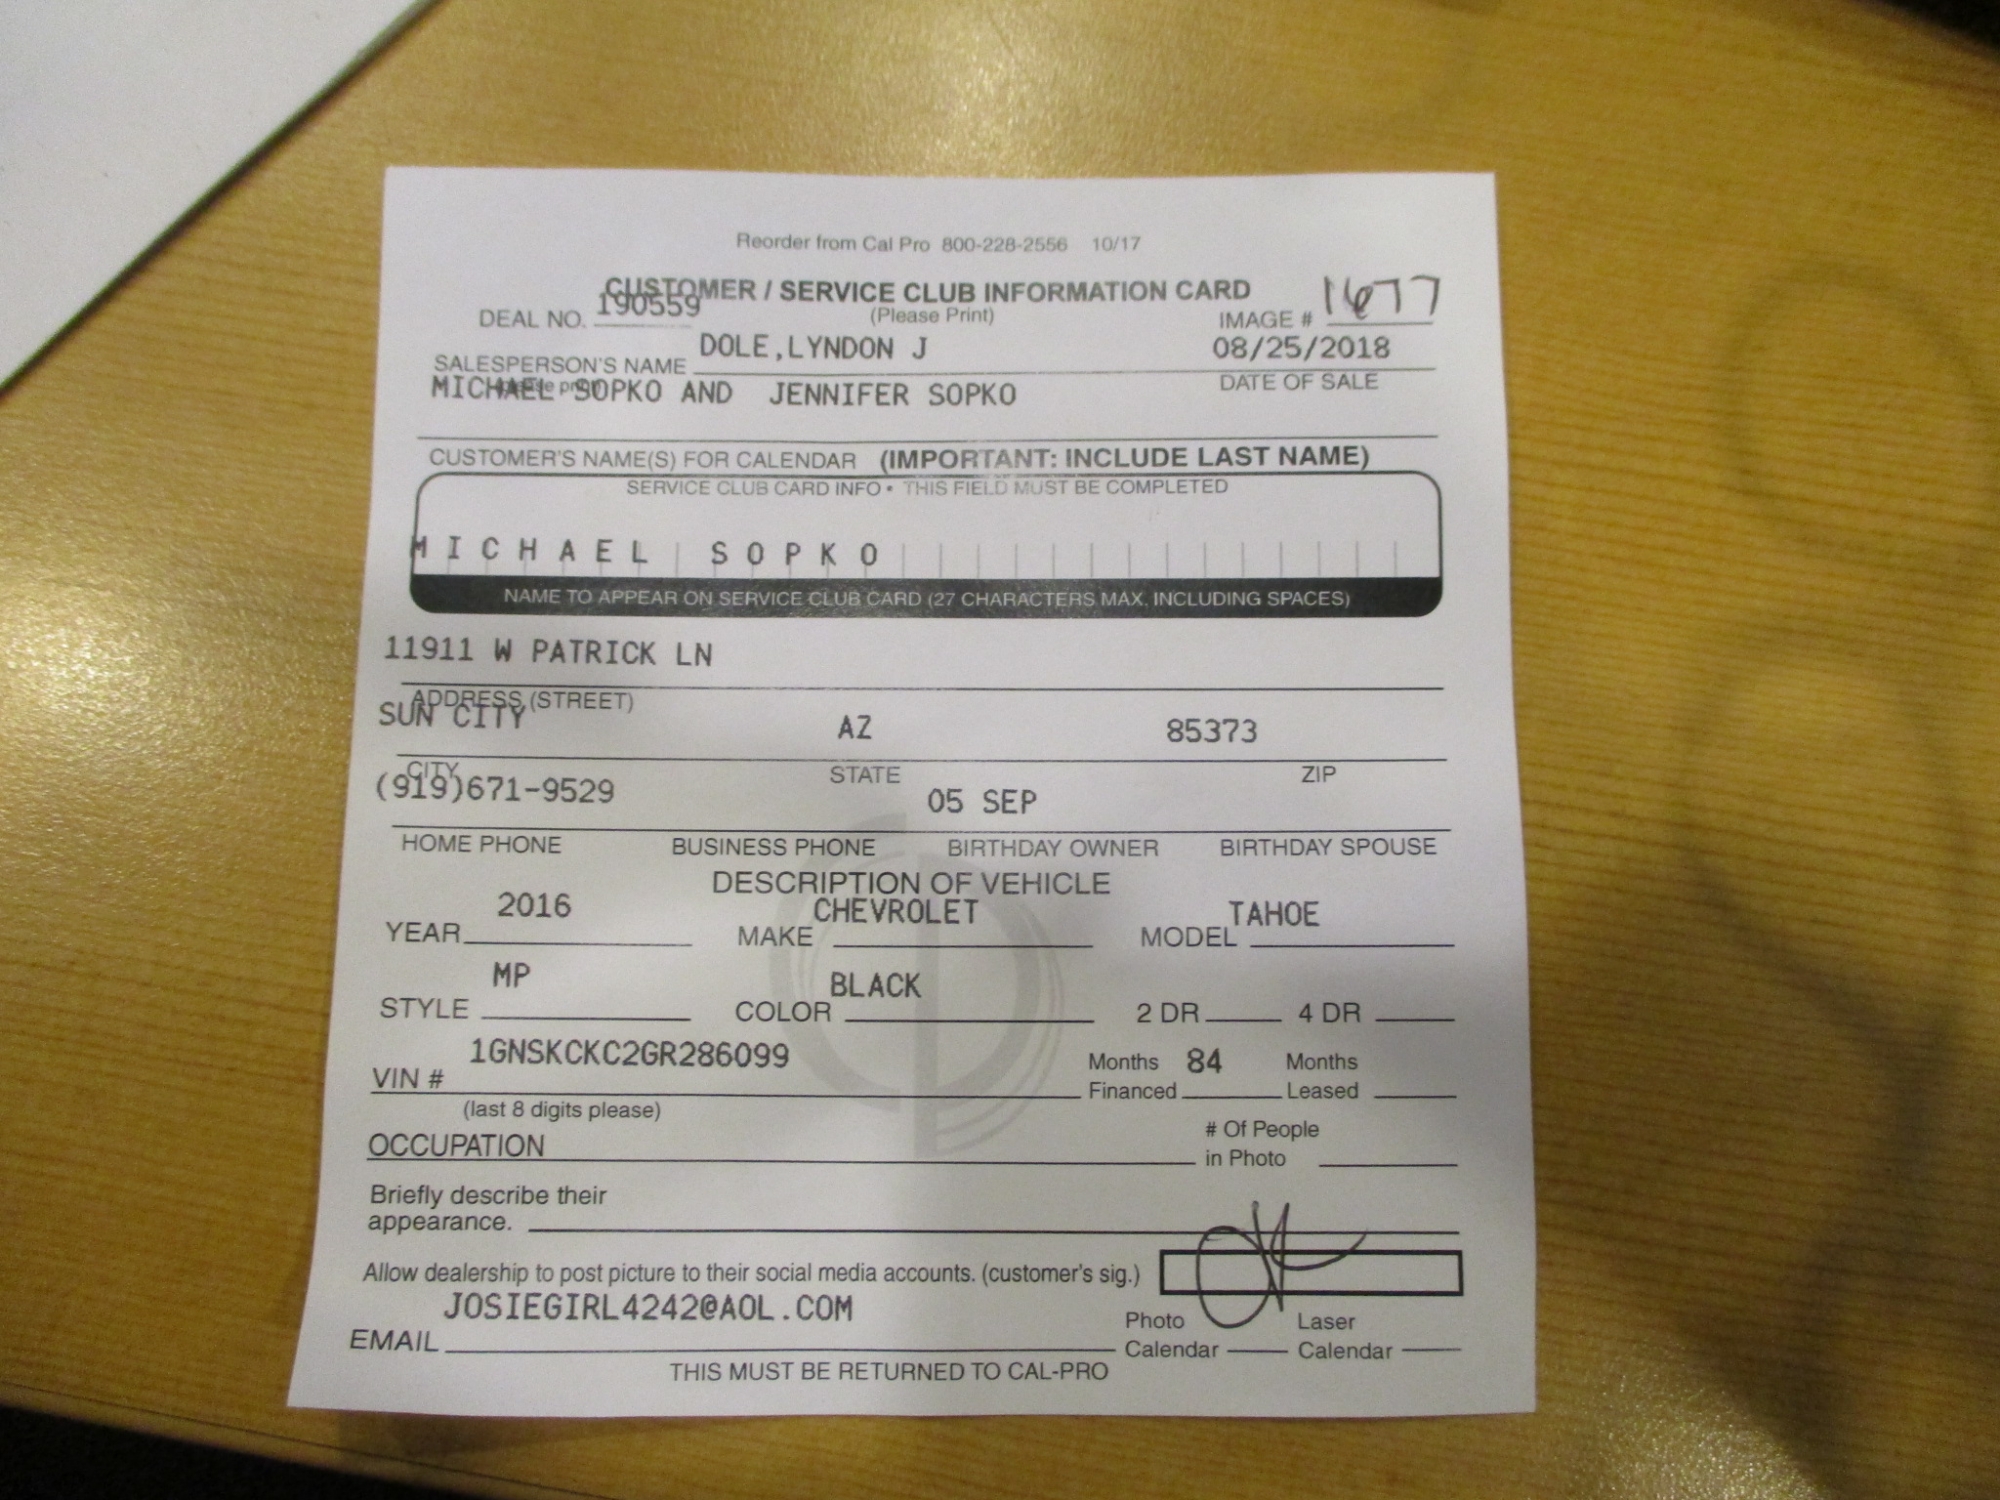 Reorder from Cal Pro 800-228-2556 10/17
CUSTOMER / SERVICE CLUB INFORMATION CARD
(Please Print)
DEAL NO. 190559
IMAGE # 1677
SALESPERSON'S NAME DOLE,LYNDON J
(please print)
08/25/2018
DATE OF SALE
MICHAEL SOPKO AND JENNIFER SOPKO
CUSTOMER'S NAME(S) FOR CALENDAR (IMPORTANT: INCLUDE LAST NAME)
SERVICE CLUB CARD INFO • THIS FIELD MUST BE COMPLETED
MICHAEL SOPKO
NAME TO APPEAR ON SERVICE CLUB CARD (27 CHARACTERS MAX, INCLUDING SPACES)
11911 W PATRICK LN
ADDRESS (STREET)
SUN CITY AZ 85373
CITY STATE ZIP
(919)671-9529 05 SEP
HOME PHONE BUSINESS PHONE BIRTHDAY OWNER BIRTHDAY SPOUSE
DESCRIPTION OF VEHICLE
YEAR 2016 MAKE CHEVROLET MODEL TAHOE
STYLE MP COLOR BLACK 2 DR 4 DR
VIN # 1GNSKCKC2GR286099 Months Financed 84 Months Leased
(last 8 digits please)
OCCUPATION # Of People in Photo
Briefly describe their
appearance.
Allow dealership to post picture to their social media accounts. (customer's sig.)
EMAIL JOSIEGIRL4242@AOL.COM Photo Calendar Laser Calendar
THIS MUST BE RETURNED TO CAL-PRO